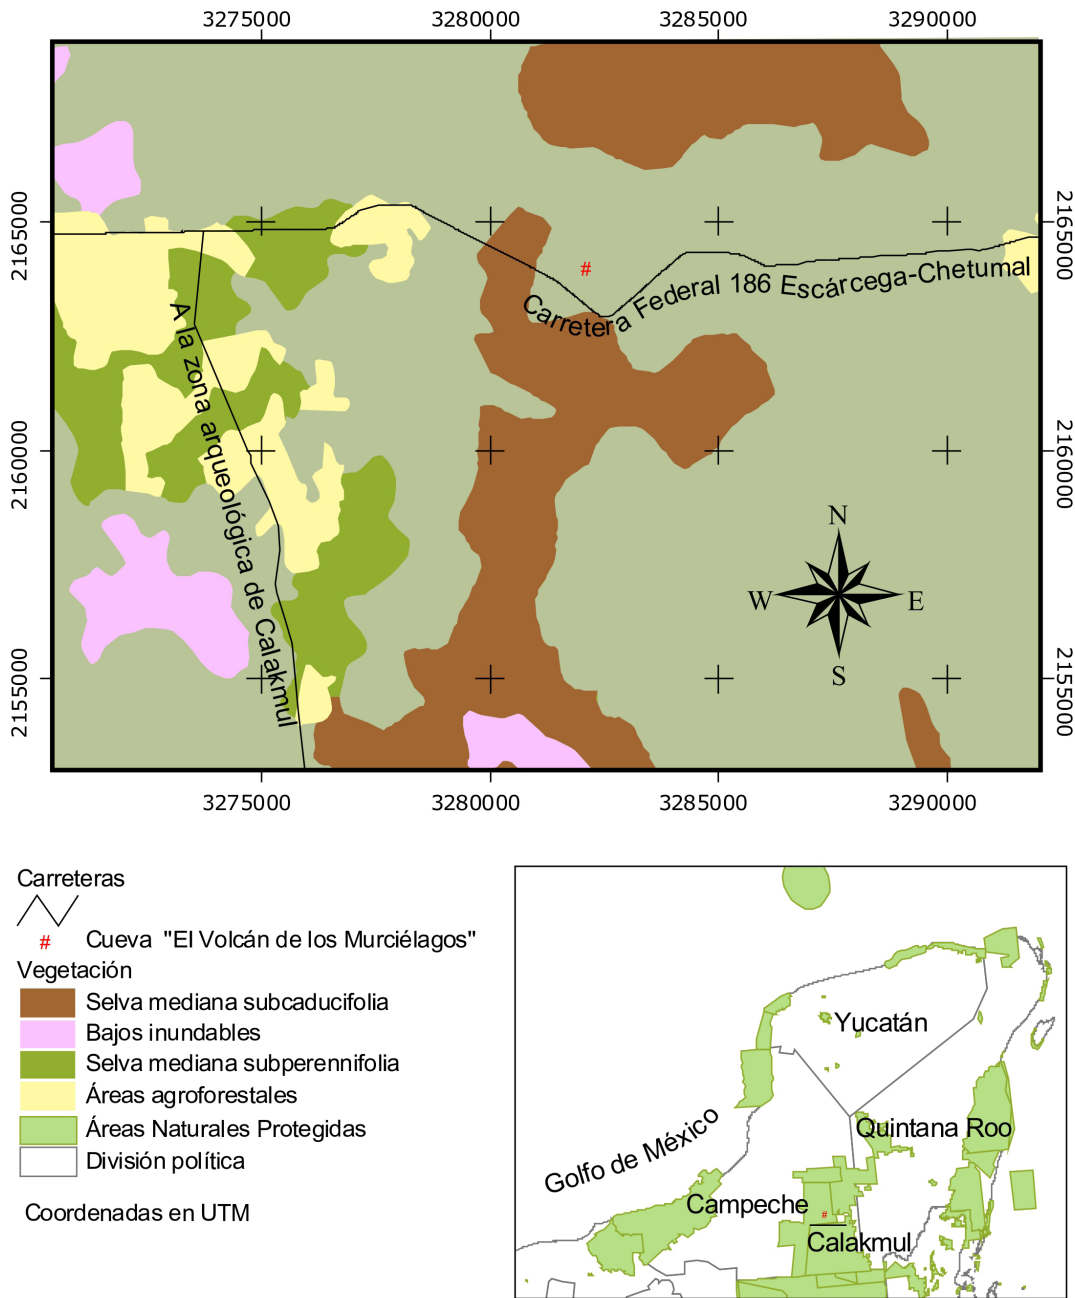 3275000 3280000 3285000 3290000
2165000
2165000
#
Carretera Federal 186 Escárcega-Chetumal
A la zona arqueológica de Calakmul
2160000
2160000
N
W E
S
2155000
2155000
3275000 3280000 3285000 3290000
Carreteras
# Cueva "El Volcán de los Murciélagos"
Vegetación
Selva mediana subcaducifolia
Bajos inundables
Selva mediana subperennifolia
Áreas agroforestales
Áreas Naturales Protegidas
División política
Coordenadas en UTM
Yucatán
Quintana Roo
Golfo de México
Campeche
#
Calakmul